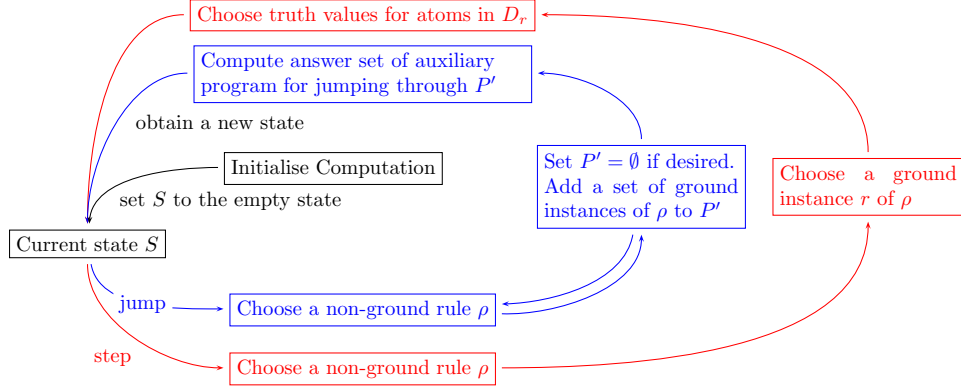 Choose truth values for atoms in D_r
Compute answer set of auxiliary
program for jumping through P′
obtain a new state
Initialise Computation
set S to the empty state
Current state S
Set P′ = ∅ if desired.
Add a set of ground
instances of ρ to P′
Choose a ground
instance r of ρ
jump
Choose a non-ground rule ρ
step
Choose a non-ground rule ρ